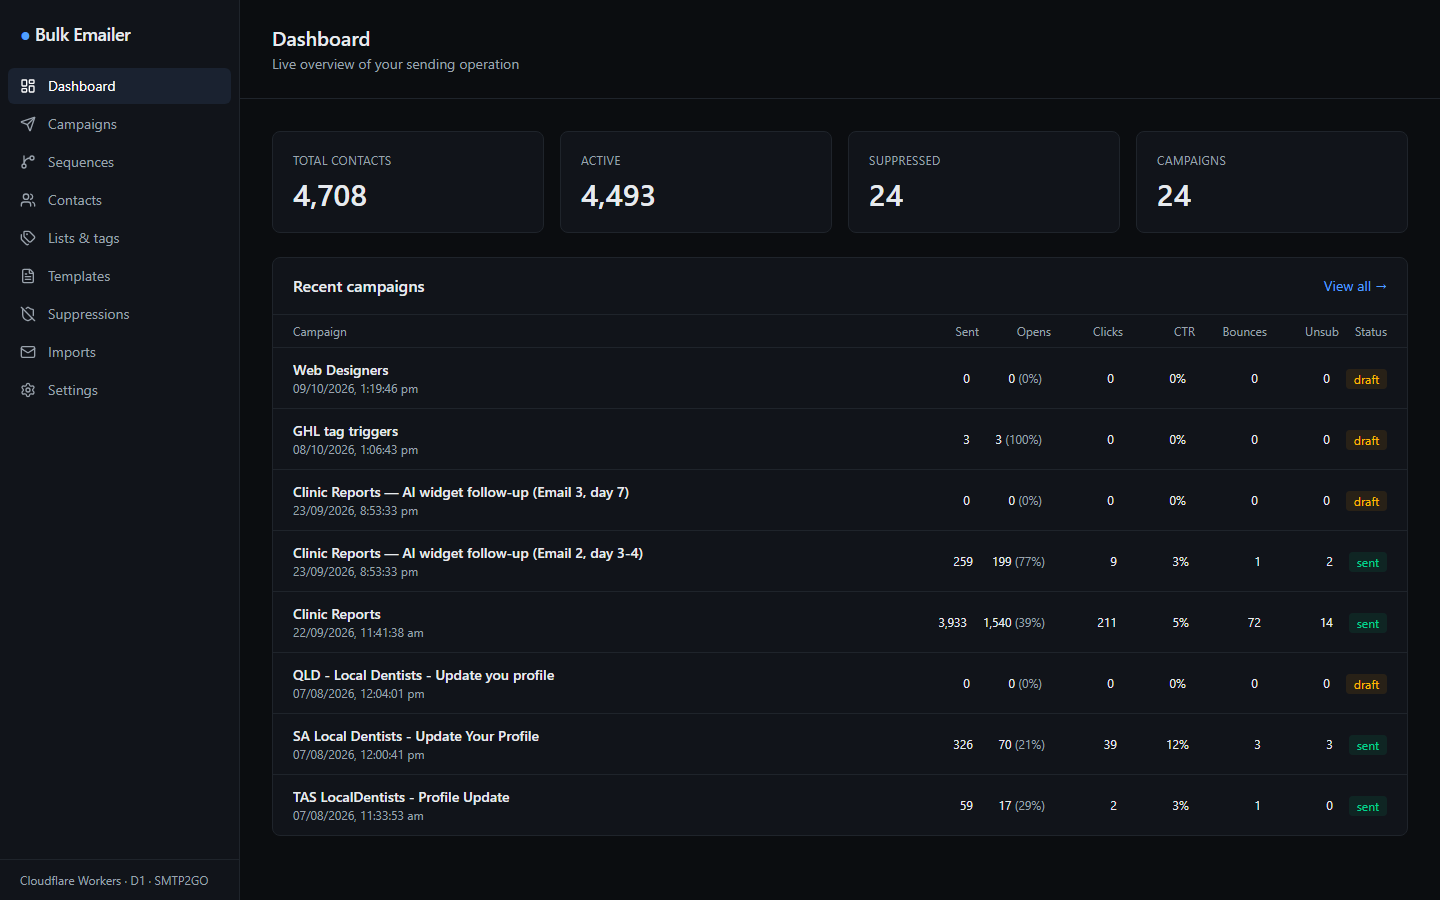 Bulk Emailer
Dashboard
Campaigns
Sequences
Contacts
Lists & tags
Templates
Suppressions
Imports
Settings
Cloudflare Workers · D1 · SMTP2GO
Dashboard
Live overview of your sending operation
TOTAL CONTACTS
4,708
ACTIVE
4,493
SUPPRESSED
24
CAMPAIGNS
24
Recent campaigns
View all →
Campaign Sent Opens Clicks CTR Bounces Unsub Status
Web Designers
09/10/2026, 1:19:46 pm
0 0 (0%) 0 0% 0 0 draft
GHL tag triggers
08/10/2026, 1:06:43 pm
3 3 (100%) 0 0% 0 0 draft
Clinic Reports — AI widget follow-up (Email 3, day 7)
23/09/2026, 8:53:33 pm
0 0 (0%) 0 0% 0 0 draft
Clinic Reports — AI widget follow-up (Email 2, day 3-4)
23/09/2026, 8:53:33 pm
259 199 (77%) 9 3% 1 2 sent
Clinic Reports
22/09/2026, 11:41:38 am
3,933 1,540 (39%) 211 5% 72 14 sent
QLD - Local Dentists - Update you profile
07/08/2026, 12:04:01 pm
0 0 (0%) 0 0% 0 0 draft
SA Local Dentists - Update Your Profile
07/08/2026, 12:00:41 pm
326 70 (21%) 39 12% 3 3 sent
TAS LocalDentists - Profile Update
07/08/2026, 11:33:53 am
59 17 (29%) 2 3% 1 0 sent